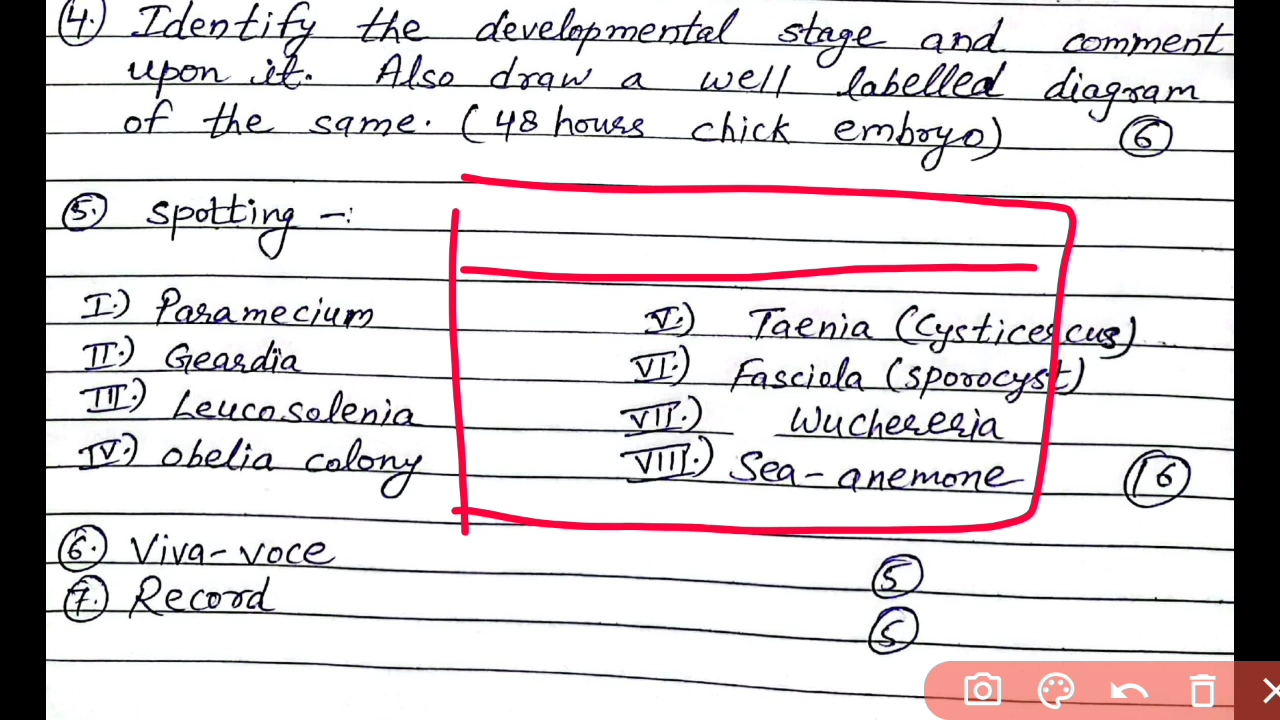 4. Identify the developmental stage and comment
upon it. Also draw a well labelled diagram
of the same. (48 hours chick embryo) 6
5. Spotting -:
I.) Paramecium
II.) Geardia
III.) Leucosolenia
IV.) obelia colony
V.) Taenia (Cysticercus)
VI.) Fasciola (sporocyst)
VII.) Wuchereria
VIII.) Sea-anemone 16
6. Viva-voce 5
7. Record 5